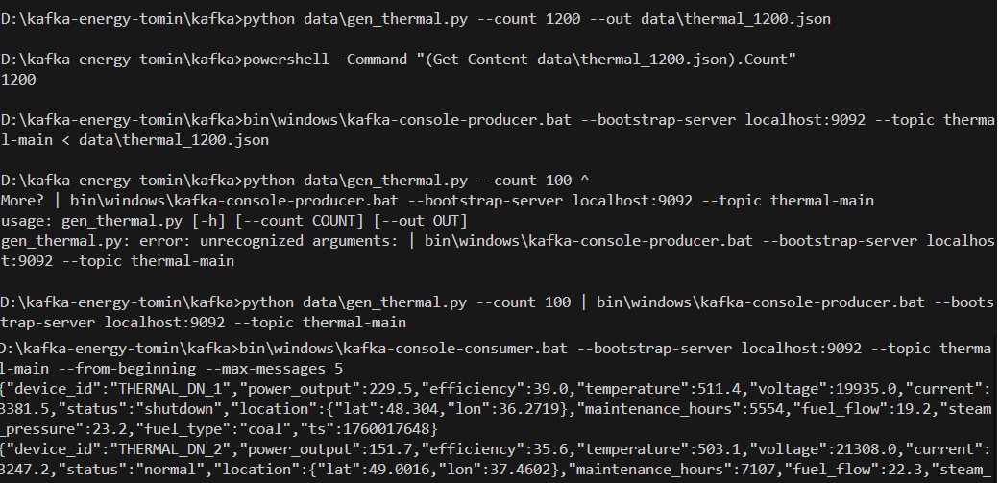 D:\kafka-energy-tomin\kafka>python data\gen_thermal.py --count 1200 --out data\thermal_1200.json
D:\kafka-energy-tomin\kafka>powershell -Command "(Get-Content data\thermal_1200.json).Count"
1200
D:\kafka-energy-tomin\kafka>bin\windows\kafka-console-producer.bat --bootstrap-server localhost:9092 --topic therma
l-main < data\thermal_1200.json
D:\kafka-energy-tomin\kafka>python data\gen_thermal.py --count 100 ^
More? | bin\windows\kafka-console-producer.bat --bootstrap-server localhost:9092 --topic thermal-main
usage: gen_thermal.py [-h] [--count COUNT] [--out OUT]
gen_thermal.py: error: unrecognized arguments: | bin\windows\kafka-console-producer.bat --bootstrap-server localhos
t:9092 --topic thermal-main
D:\kafka-energy-tomin\kafka>python data\gen_thermal.py --count 100 | bin\windows\kafka-console-producer.bat --boots
trap-server localhost:9092 --topic thermal-main
D:\kafka-energy-tomin\kafka>bin\windows\kafka-console-consumer.bat --bootstrap-server localhost:9092 --topic therma
l-main --from-beginning --max-messages 5
{"device_id":"THERMAL_DN_1","power_output":229.5,"efficiency":39.0,"temperature":511.4,"voltage":19935.0,"current":
3381.5,"status":"shutdown","location":{"lat":48.304,"lon":36.2719},"maintenance_hours":5554,"fuel_flow":19.2,"steam
_pressure":23.2,"fuel_type":"coal","ts":1760017648}
{"device_id":"THERMAL_DN_2","power_output":151.7,"efficiency":35.6,"temperature":503.1,"voltage":21308.0,"current":
3247.2,"status":"normal","location":{"lat":49.0016,"lon":37.4602},"maintenance_hours":7107,"fuel_flow":22.3,"steam_